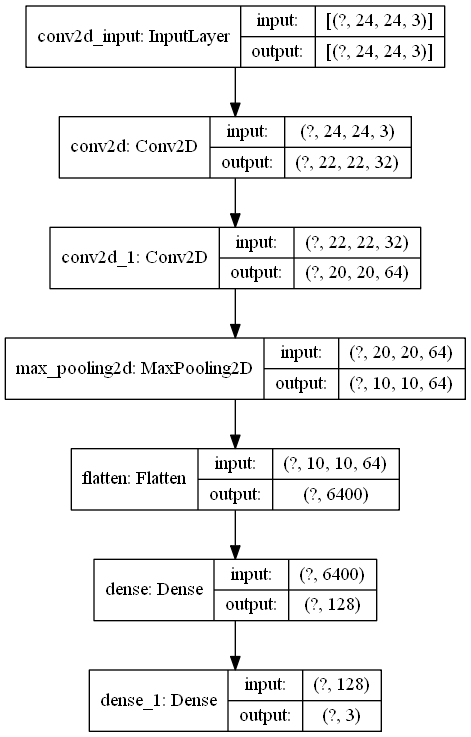 conv2d_input: InputLayer
input:
[(?, 24, 24, 3)]
output:
[(?, 24, 24, 3)]
conv2d: Conv2D
input:
(?, 24, 24, 3)
output:
(?, 22, 22, 32)
conv2d_1: Conv2D
input:
(?, 22, 22, 32)
output:
(?, 20, 20, 64)
max_pooling2d: MaxPooling2D
input:
(?, 20, 20, 64)
output:
(?, 10, 10, 64)
flatten: Flatten
input:
(?, 10, 10, 64)
output:
(?, 6400)
dense: Dense
input:
(?, 6400)
output:
(?, 128)
dense_1: Dense
input:
(?, 128)
output:
(?, 3)